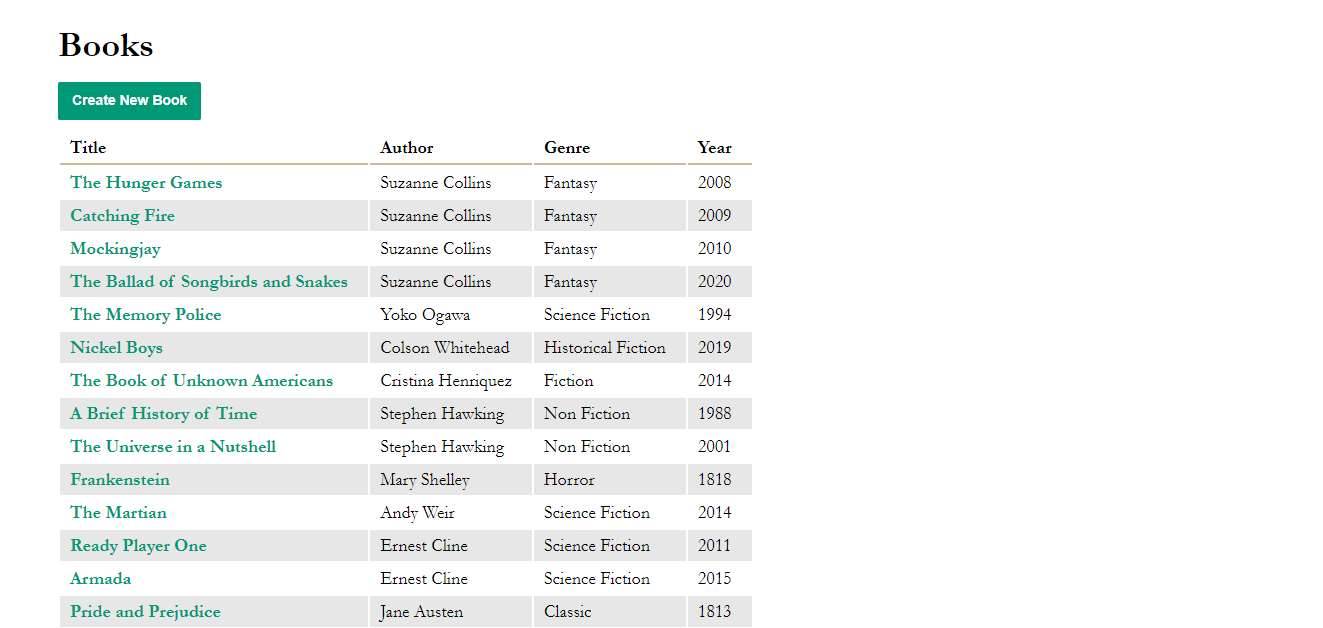 Books
Create New Book
Title Author Genre Year
The Hunger Games Suzanne Collins Fantasy 2008
Catching Fire Suzanne Collins Fantasy 2009
Mockingjay Suzanne Collins Fantasy 2010
The Ballad of Songbirds and Snakes Suzanne Collins Fantasy 2020
The Memory Police Yoko Ogawa Science Fiction 1994
Nickel Boys Colson Whitehead Historical Fiction 2019
The Book of Unknown Americans Cristina Henriquez Fiction 2014
A Brief History of Time Stephen Hawking Non Fiction 1988
The Universe in a Nutshell Stephen Hawking Non Fiction 2001
Frankenstein Mary Shelley Horror 1818
The Martian Andy Weir Science Fiction 2014
Ready Player One Ernest Cline Science Fiction 2011
Armada Ernest Cline Science Fiction 2015
Pride and Prejudice Jane Austen Classic 1813